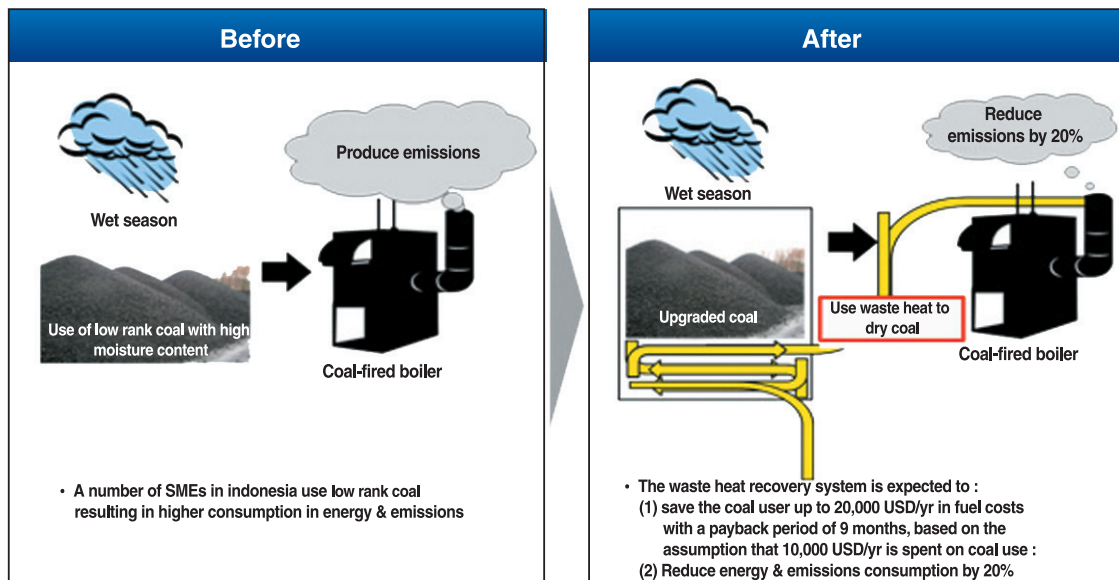 Before
Produce emissions
Wet season
Use of low rank coal with high
moisture content
Coal-fired boiler
• A number of SMEs in indonesia use low rank coal
resulting in higher consumption in energy & emissions
After
Reduce
emissions by 20%
Wet season
Upgraded coal
Use waste heat to
dry coal
Coal-fired boiler
• The waste heat recovery system is expected to :
(1) save the coal user up to 20,000 USD/yr in fuel costs
with a payback period of 9 months, based on the
assumption that 10,000 USD/yr is spent on coal use :
(2) Reduce energy & emissions consumption by 20%